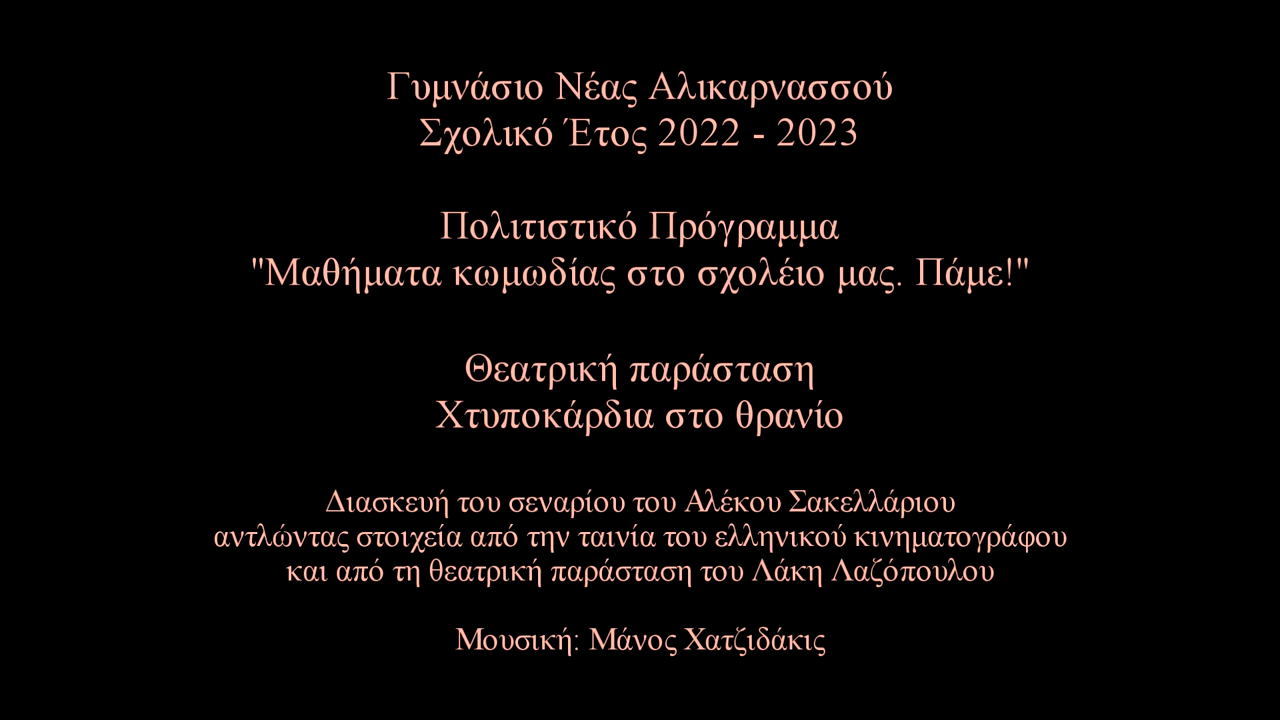 Γυμνάσιο Νέας Αλικαρνασσού
Σχολικό Έτος 2022 - 2023
Πολιτιστικό Πρόγραμμα
"Μαθήματα κωμωδίας στο σχολέιο μας. Πάμε!"
Θεατρική παράσταση
Χτυποκάρδια στο θρανίο
Διασκευή του σεναρίου του Αλέκου Σακελλάριου
αντλώντας στοιχεία από την ταινία του ελληνικού κινηματογράφου
και από τη θεατρική παράσταση του Λάκη Λαζόπουλου
Μουσική: Μάνος Χατζιδάκις